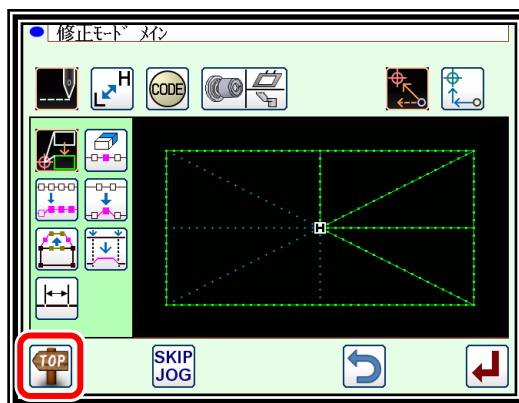 修正ﾓｰﾄﾞ ﾒｲﾝ
H
CODE
H
TOP
SKIP
JOG